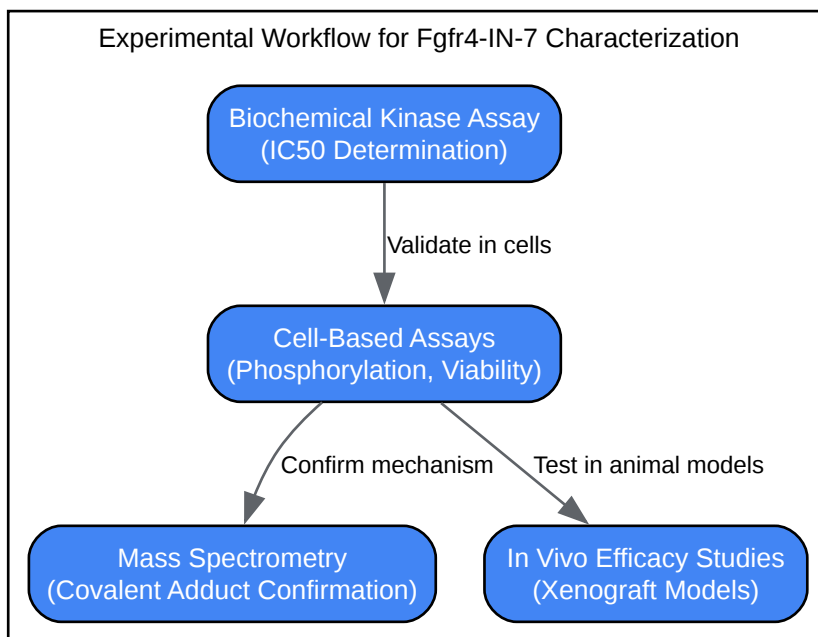 Experimental Workflow for Fgfr4-IN-7 Characterization
Biochemical Kinase Assay
(IC50 Determination)
Validate in cells
Cell-Based Assays
(Phosphorylation, Viability)
Confirm mechanism
Test in animal models
Mass Spectrometry
(Covalent Adduct Confirmation)
In Vivo Efficacy Studies
(Xenograft Models)